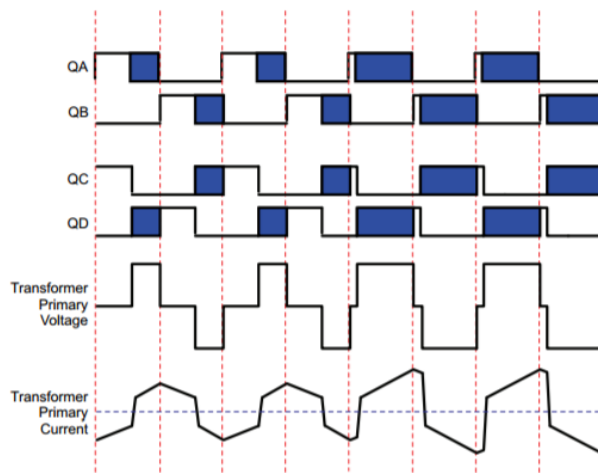 QA
QB
QC
QD
Transformer
Primary
Voltage
Transformer
Primary
Current